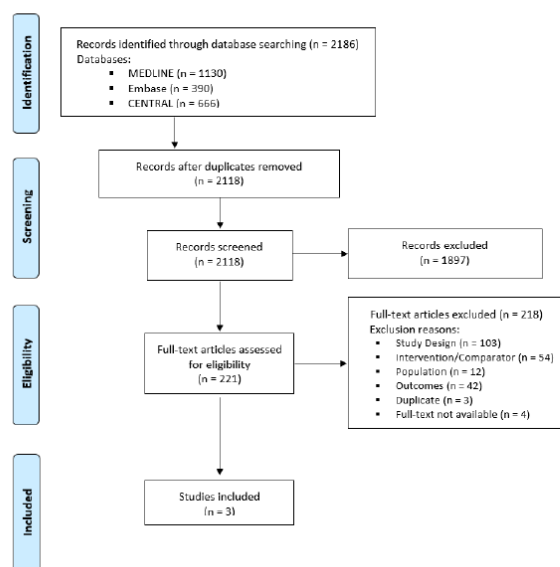 Identification
Records identified through database searching (n = 2186)
Databases:
▪ MEDLINE (n = 1130)
▪ Embase (n = 390)
▪ CENTRAL (n = 666)
Screening
Records after duplicates removed
(n = 2118)
Records screened
(n = 2118)
Records excluded
(n = 1897)
Eligibility
Full-text articles assessed
for eligibility
(n = 221)
Full-text articles excluded (n = 218)
Exclusion reasons:
▪ Study Design (n = 103)
▪ Intervention/Comparator (n = 54)
▪ Population (n = 12)
▪ Outcomes (n = 42)
▪ Duplicate (n = 3)
▪ Full-text not available (n = 4)
Included
Studies included
(n = 3)